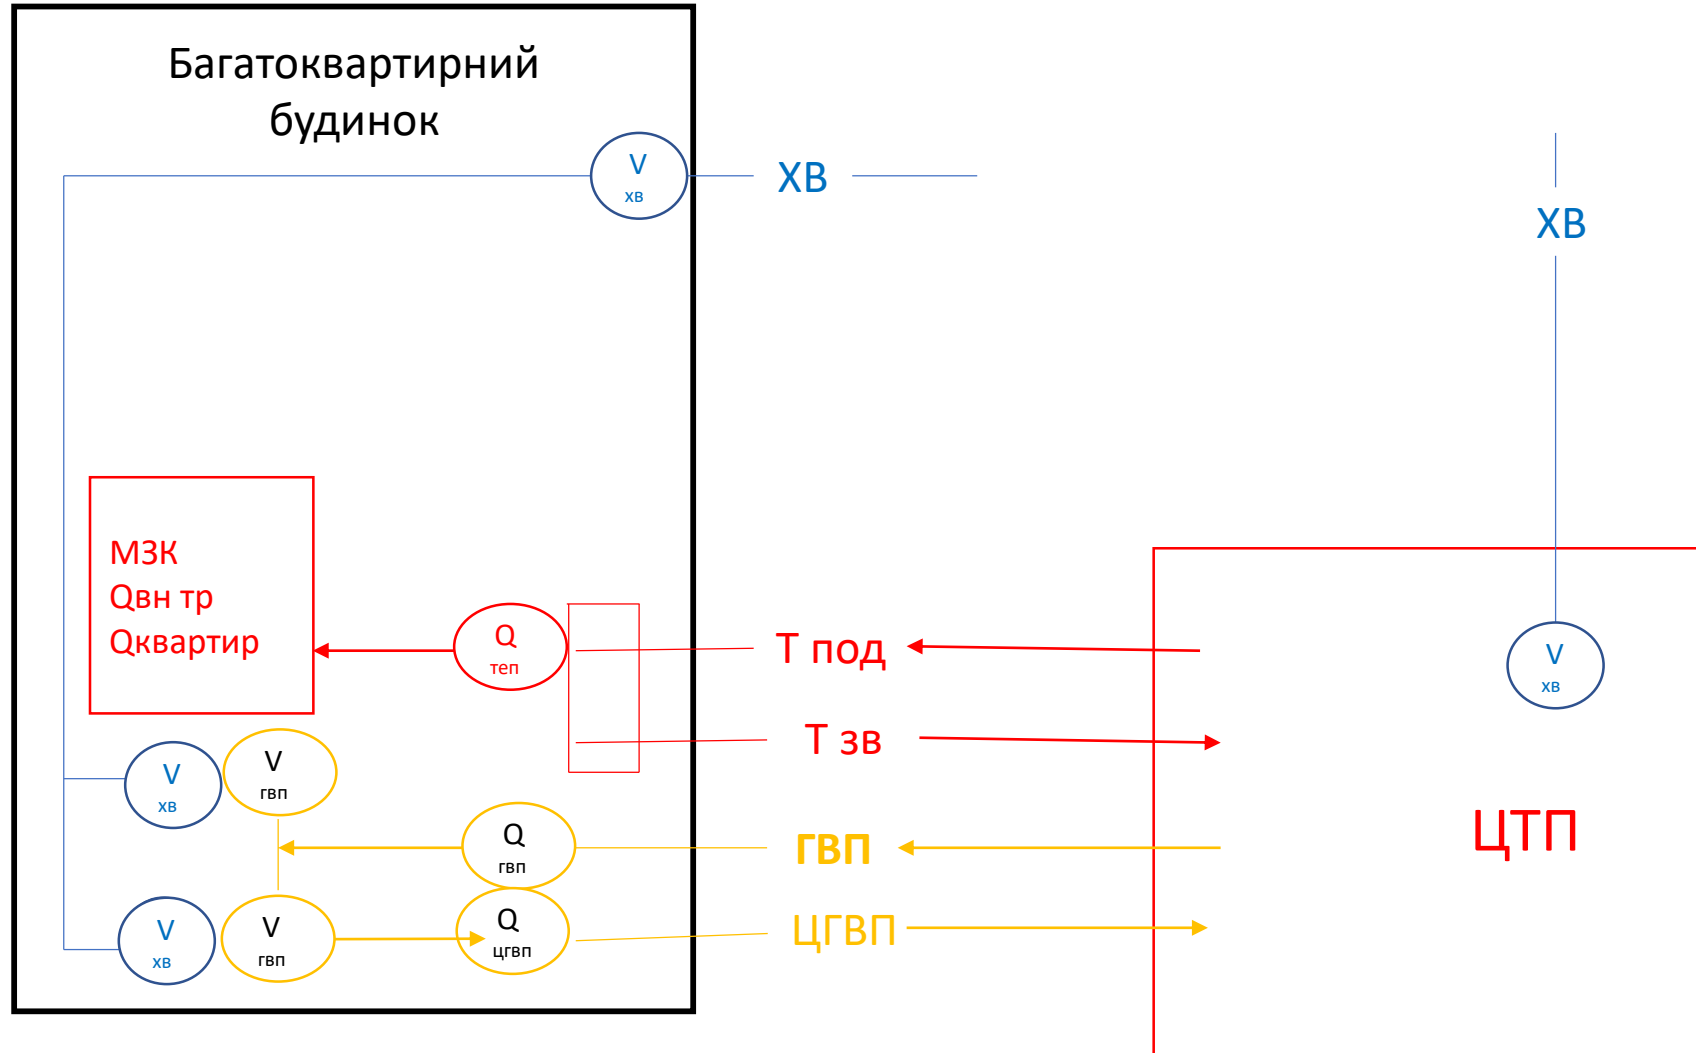 Багатоквартирний
будинок
V
хв
ХВ
ХВ
МЗК
Qвн тр
Qквартир
Q
теп
Т под
V
хв
Т зв
V
хв
V
гвп
Q
гвп
ГВП
ЦТП
V
хв
V
гвп
Q
цгвп
ЦГВП